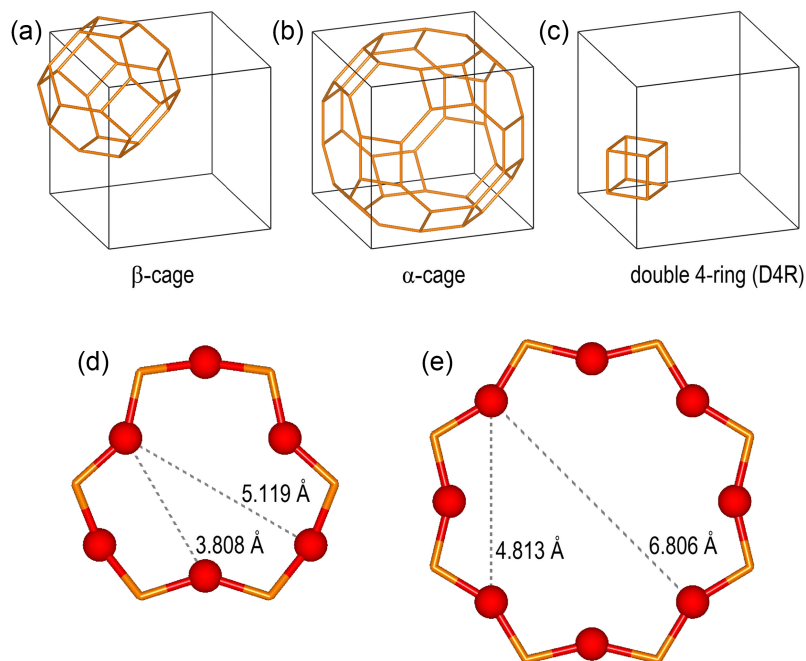 (a)
(b)
(c)
β-cage
α-cage
double 4-ring (D4R)
(d)
(e)
5.119 Å
3.808 Å
4.813 Å
6.806 Å